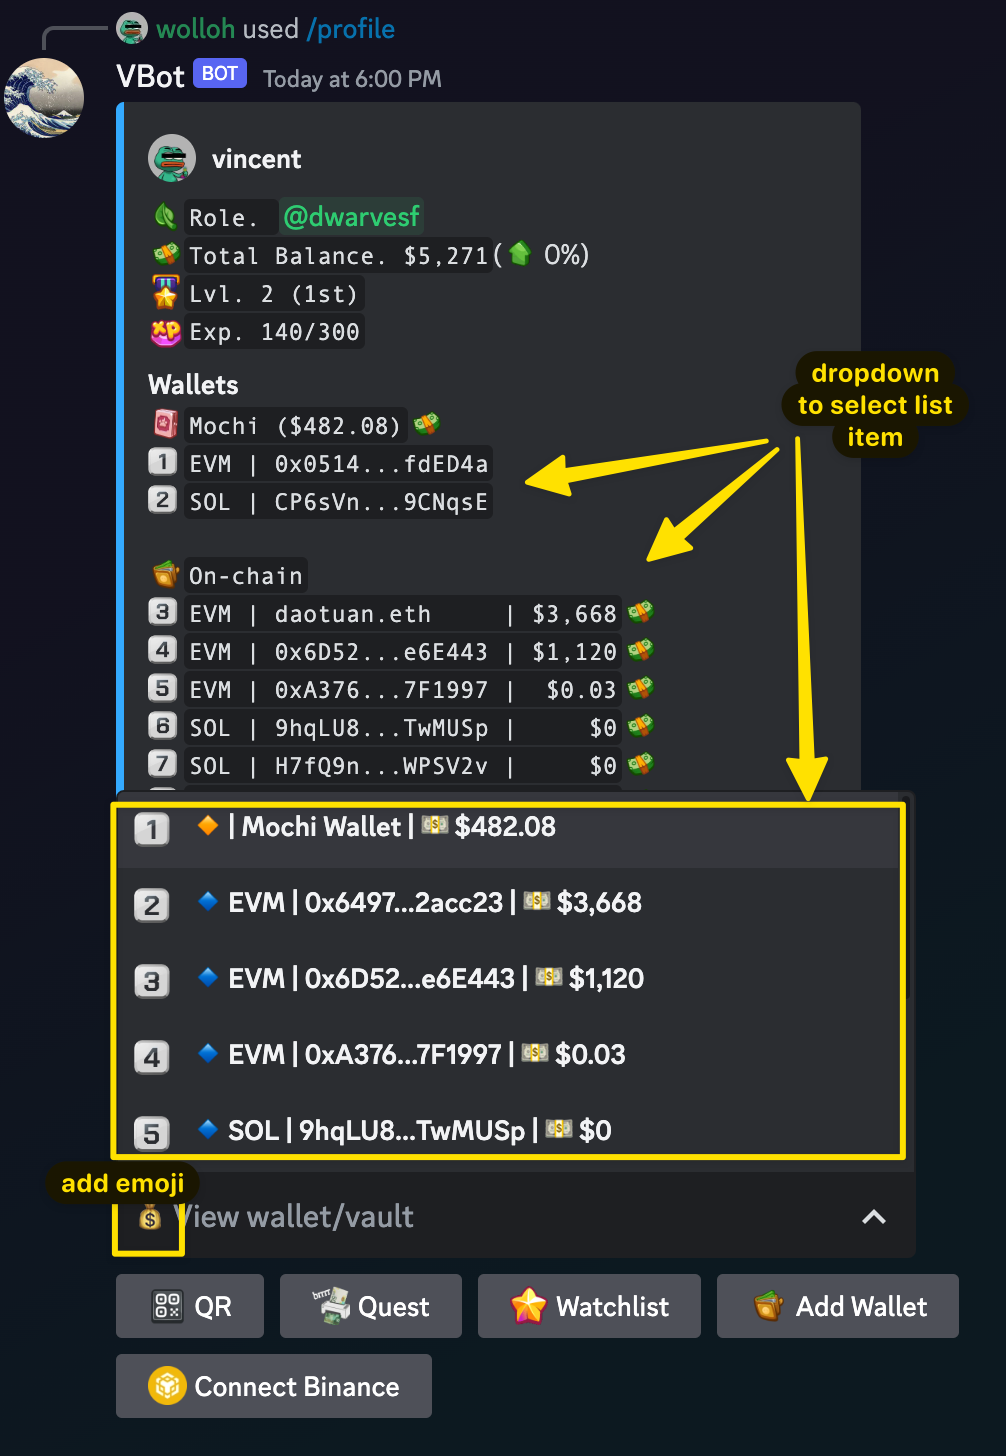 wolloh used /profile
VBot BOT Today at 6:00 PM
vincent
Role. @dwarvesf
Total Balance. $5,271( 0%)
Lvl. 2 (1st)
XP Exp. 140/300
Wallets
dropdown
to select list
item
Mochi ($482.08)
1 EVM | 0x0514...fdED4a
2 SOL | CP6sVn...9CNqsE
On-chain
3 EVM | daotuan.eth | $3,668
4 EVM | 0x6D52...e6E443 | $1,120
5 EVM | 0xA376...7F1997 | $0.03
6 SOL | 9hqLU8...TwMUSp | $0
7 SOL | H7fQ9n...WPSV2v | $0
1 | Mochi Wallet | 💵 $482.08
2 EVM | 0x6497...2acc23 | 💵 $3,668
3 EVM | 0x6D52...e6E443 | 💵 $1,120
4 EVM | 0xA376...7F1997 | 💵 $0.03
5 SOL | 9hqLU8...TwMUSp | 💵 $0
add emoji
💰 View wallet/vault
QR
brrrr Quest
Watchlist
Add Wallet
Connect Binance